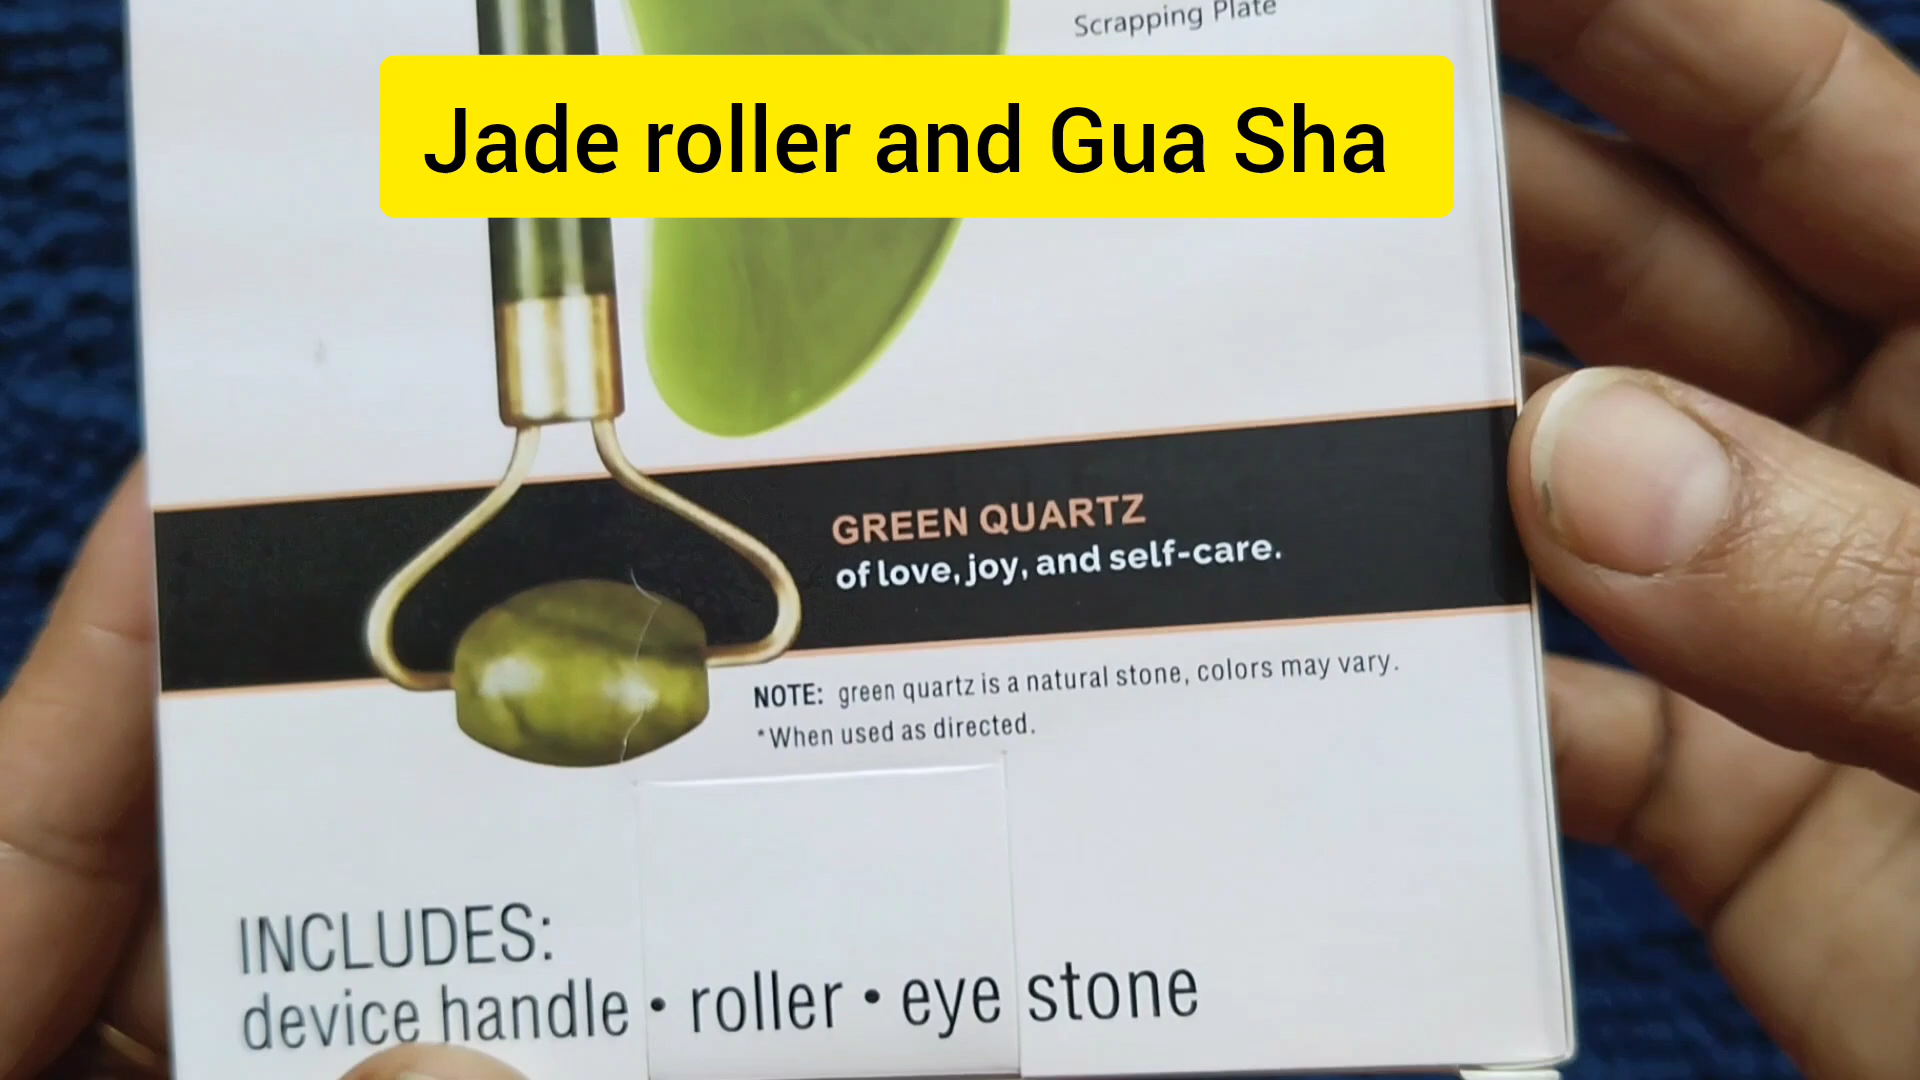 Scrapping Plate
Jade roller and Gua Sha
GREEN QUARTZ
of love, joy, and self-care.
NOTE: green quartz is a natural stone, colors may vary.
*When used as directed.
INCLUDES:
device handle • roller • eye stone